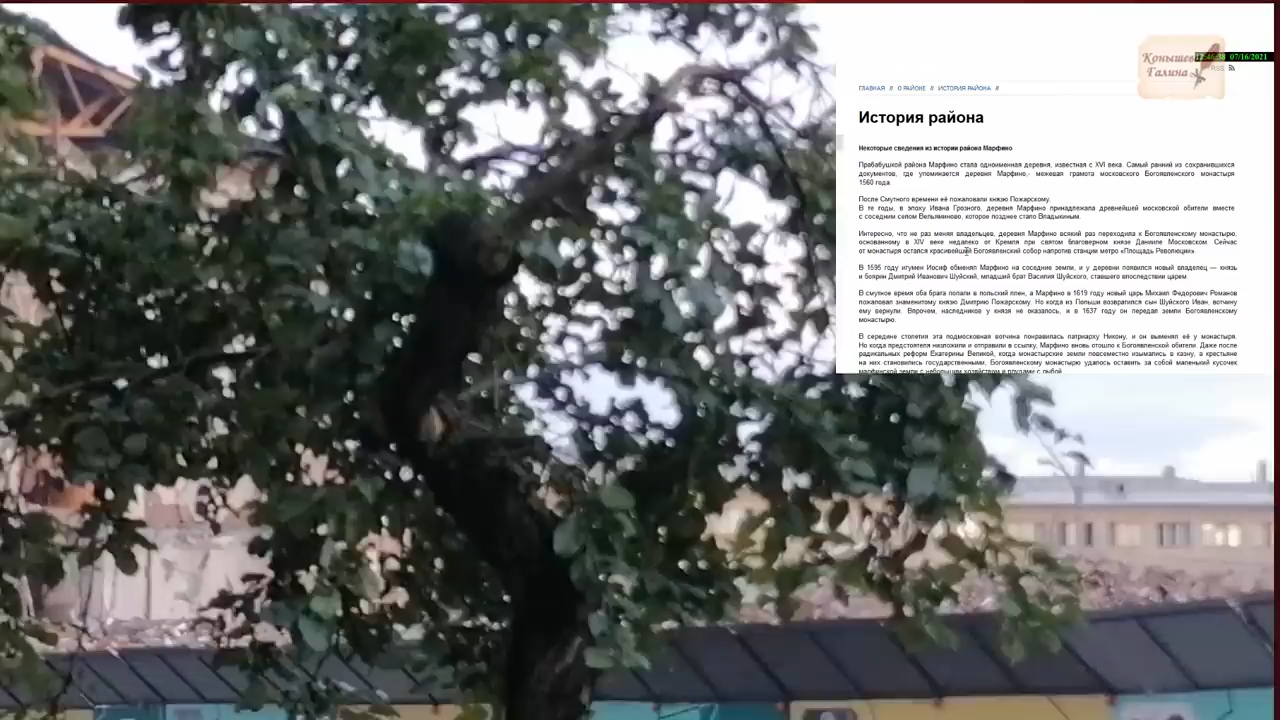 Конышева
Галина
12:46:38 07/16/2021
RSS
ГЛАВНАЯ // О РАЙОНЕ // ИСТОРИЯ РАЙОНА //
История района
Некоторые сведения из истории района Марфино
Прабабушкой района Марфино стала одноименная деревня, известная с XVI века. Самый ранний из сохранившихся
документов, где упоминается деревня Марфино,- межевая грамота московского Богоявленского монастыря
1560 года.
После Смутного времени её пожаловали князю Пожарскому.
В те годы, в эпоху Ивана Грозного, деревня Марфино принадлежала древнейшей московской обители вместе
с соседним селом Вельяминово, которое позднее стало Владыкиным.
Интересно, что не раз меняя владельцев, деревня Марфино всякий раз переходила к Богоявленскому монастырю,
основанному в XIV веке недалеко от Кремля при святом благоверном князе Данииле Московском. Сейчас
от монастыря остался красивейший Богоявленский собор напротив станции метро «Площадь Революции».
В 1595 году игумен Иосиф обменял Марфино на соседние земли, и у деревни появился новый владелец — князь
и боярин Дмитрий Иванович Шуйский, младший брат Василия Шуйского, ставшего впоследствии царем.
В смутное время оба брата попали в польский плен, а Марфино в 1619 году новый царь Михаил Федорович Романов
пожаловал знаменитому князю Дмитрию Пожарскому. Но когда из Польши возвратился сын Шуйского Иван, вотчину
ему вернули. Впрочем, наследников у князя не оказалось, и в 1637 году он передал земли Богоявленскому
монастырю.
В середине столетия эта подмосковная вотчина понравилась патриарху Никону, и он выменял её у монастыря.
Но когда предстоятеля низложили и отправили в ссылку, Марфино вновь отошло к Богоявленской обители. Даже после
радикальных реформ Екатерины Великой, когда монастырские земли повсеместно изымались в казну, а крестьяне
на них становились государственными, Богоявленскому монастырю удалось оставить за собой маленький кусочек
марфинской земли с небольшим хозяйством и прудами с рыбой.